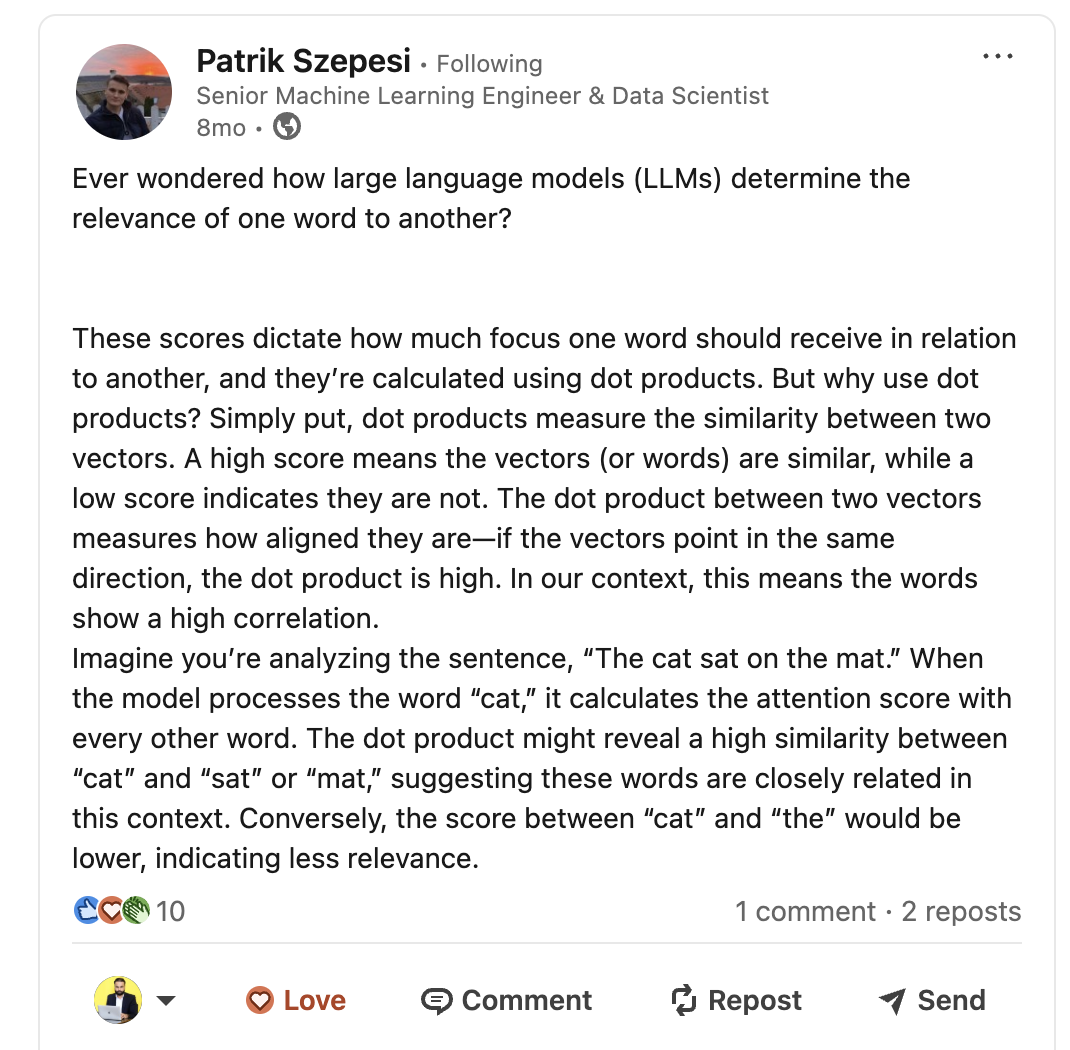 Patrik Szepesi • Following
Senior Machine Learning Engineer & Data Scientist
8mo •
Ever wondered how large language models (LLMs) determine the
relevance of one word to another?
These scores dictate how much focus one word should receive in relation
to another, and they’re calculated using dot products. But why use dot
products? Simply put, dot products measure the similarity between two
vectors. A high score means the vectors (or words) are similar, while a
low score indicates they are not. The dot product between two vectors
measures how aligned they are—if the vectors point in the same
direction, the dot product is high. In our context, this means the words
show a high correlation.
Imagine you’re analyzing the sentence, “The cat sat on the mat.” When
the model processes the word “cat,” it calculates the attention score with
every other word. The dot product might reveal a high similarity between
“cat” and “sat” or “mat,” suggesting these words are closely related in
this context. Conversely, the score between “cat” and “the” would be
lower, indicating less relevance.
10 1 comment · 2 reposts
Love Comment Repost Send